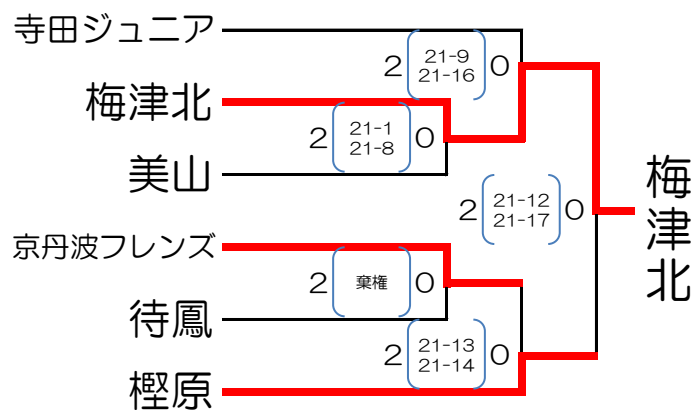 寺田ジュニア
2 21-9 0
21-16
梅津北
2 21-1 0
21-8
美山
2 21-12 0
21-17
梅津北
京丹波フレンズ
2 棄権 0
待鳳
2 21-13 0
21-14
樫原